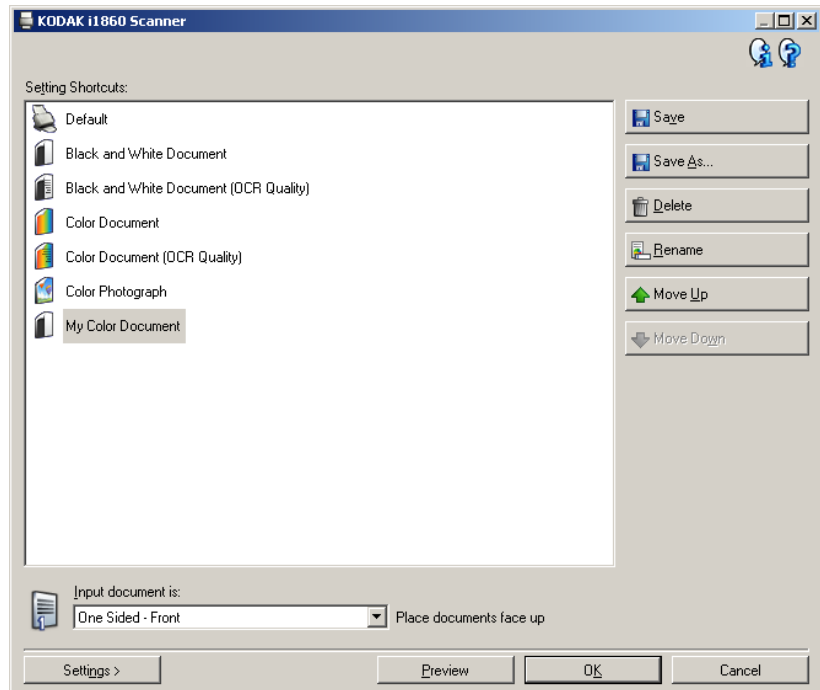 KODAK i1860 Scanner
Setting Shortcuts:
Default
Black and White Document
Black and White Document (OCR Quality)
Color Document
Color Document (OCR Quality)
Color Photograph
My Color Document
Save
Save As...
Delete
Rename
Move Up
Move Down
Input document is:
One Sided - Front
Place documents face up
Settings >
Preview
OK
Cancel